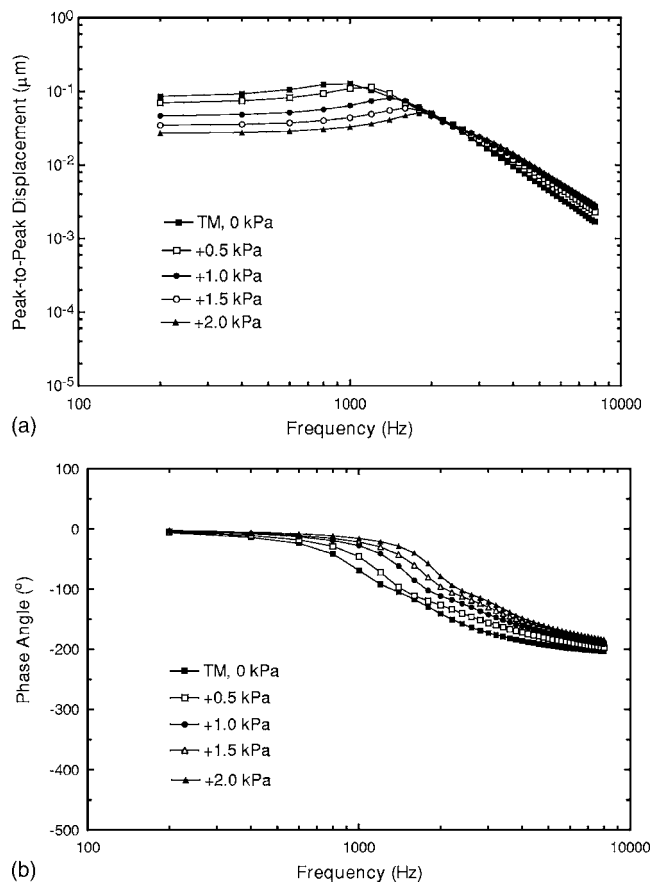 10^0
10^-1
10^-2
10^-3
10^-4
10^-5
Peak-to-Peak Displacement (μm)
TM, 0 kPa
+0.5 kPa
+1.0 kPa
+1.5 kPa
+2.0 kPa
100
1000
10000
Frequency (Hz)
(a)
100
0
-100
-200
-300
-400
-500
Phase Angle (°)
TM, 0 kPa
+0.5 kPa
+1.0 kPa
+1.5 kPa
+2.0 kPa
100
1000
10000
Frequency (Hz)
(b)